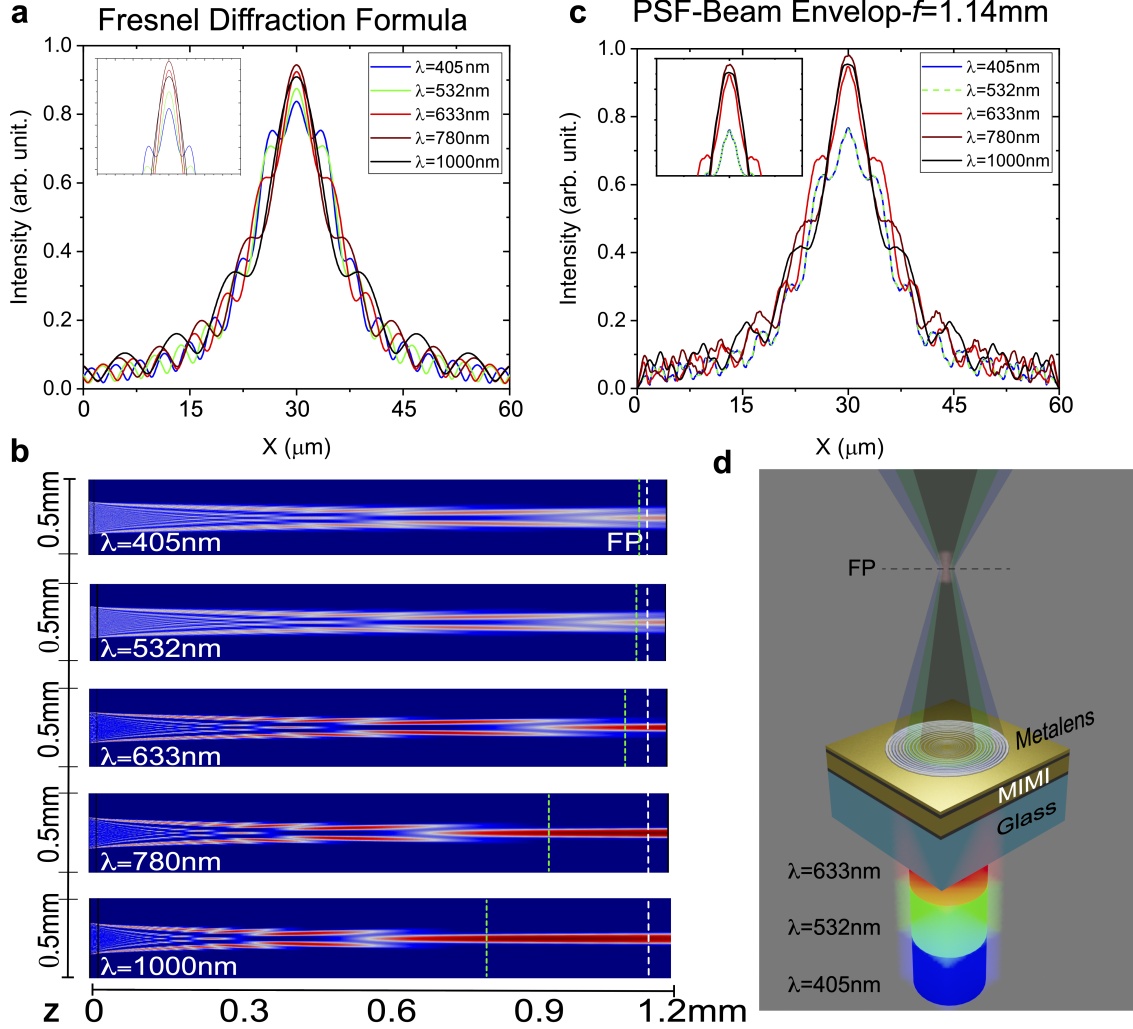 a
Fresnel Diffraction Formula
Intensity (arb. unit.)
1.0
0.8
0.6
0.4
0.2
0.0
λ=405nm
λ=532nm
λ=633nm
λ=780nm
λ=1000nm
0 15 30 45 60
X (μm)
c
PSF-Beam Envelop-f=1.14mm
Intensity (arb. unit.)
1.0
0.8
0.6
0.4
0.2
0.0
λ=405nm
λ=532nm
λ=633nm
λ=780nm
λ=1000nm
0 15 30 45 60
X (μm)
b
0.5mm
λ=405nm
FP
0.5mm
λ=532nm
0.5mm
λ=633nm
0.5mm
λ=780nm
0.5mm
λ=1000nm
z 0 0.3 0.6 0.9 1.2mm
d
FP
Metalens
MIMI
Glass
λ=633nm
λ=532nm
λ=405nm